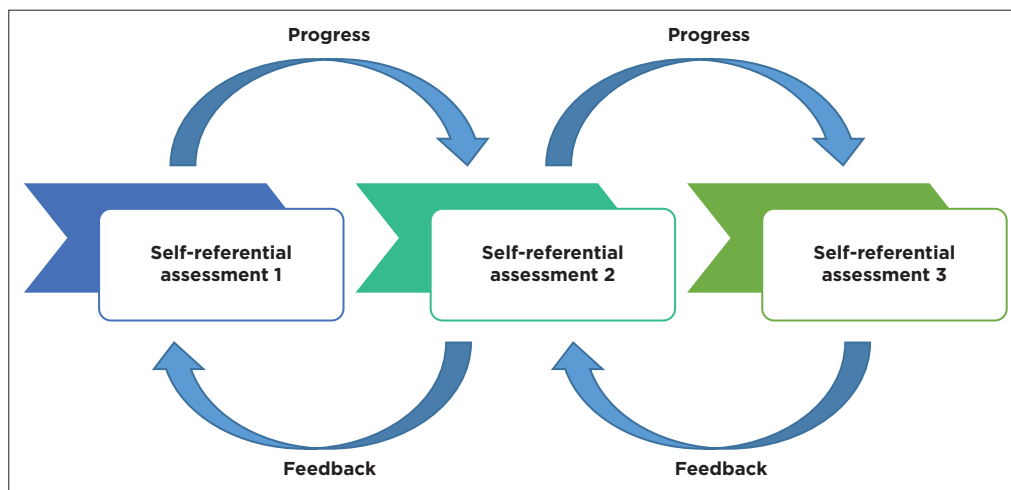 Progress
Progress
Self-referential
assessment 1
Self-referential
assessment 2
Self-referential
assessment 3
Feedback
Feedback